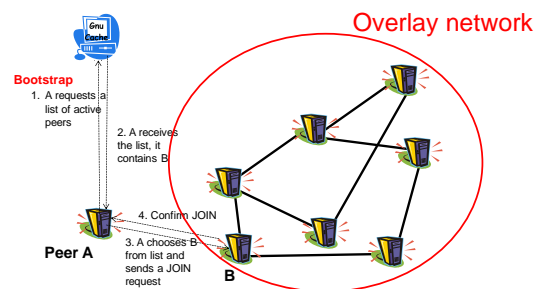 Overlay network
Gnu
Cache
Bootstrap
1. A requests a
list of active
peers
2. A receives
the list, it
contains B
4. Confirm JOIN
3. A chooses B
from list and
sends a JOIN
request
Peer A
B